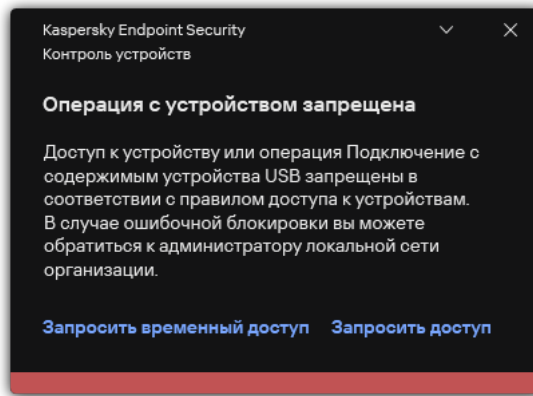 Kaspersky Endpoint Security
Контроль устройств
Операция с устройством запрещена
Доступ к устройству или операция Подключение с
содержимым устройства USB запрещены в
соответствии с правилом доступа к устройствам.
В случае ошибочной блокировки вы можете
обратиться к администратору локальной сети
организации.
Запросить временный доступ Запросить доступ